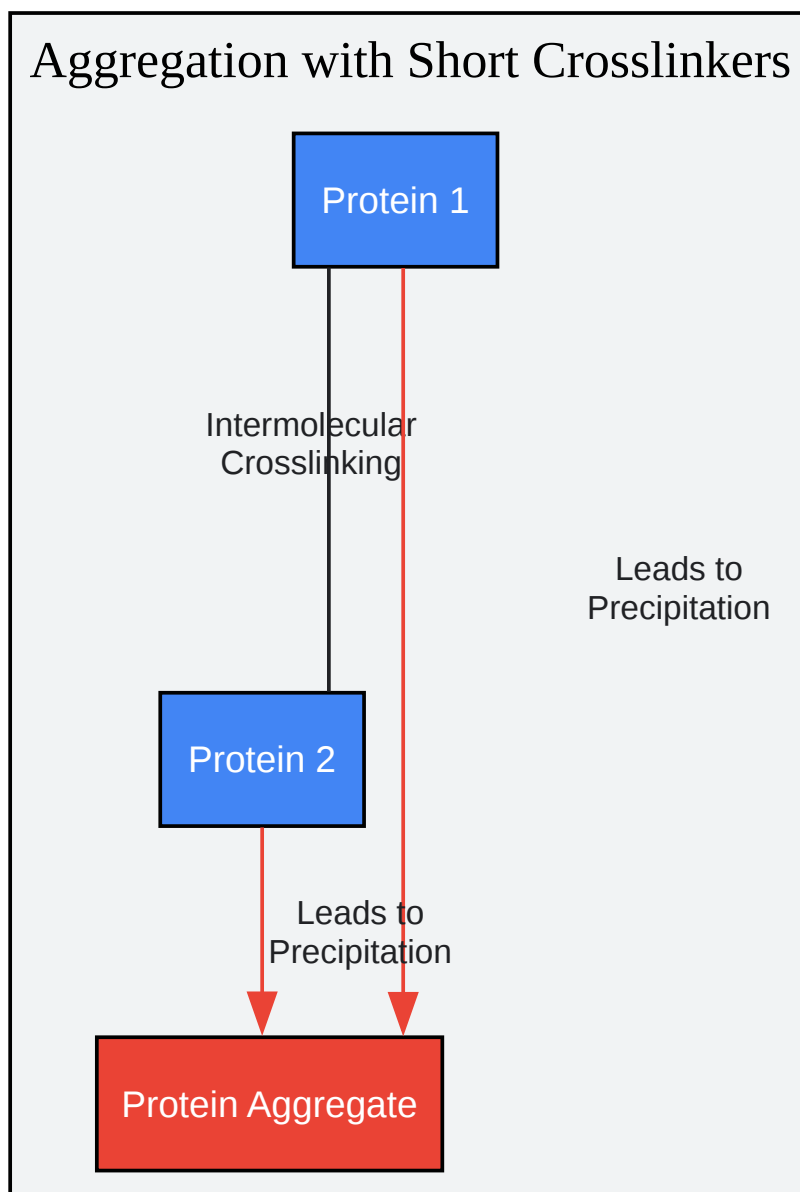 Aggregation with Short Crosslinkers
Protein 1
Intermolecular
Crosslinking
Leads to
Precipitation
Protein 2
Leads to
Precipitation
Protein Aggregate